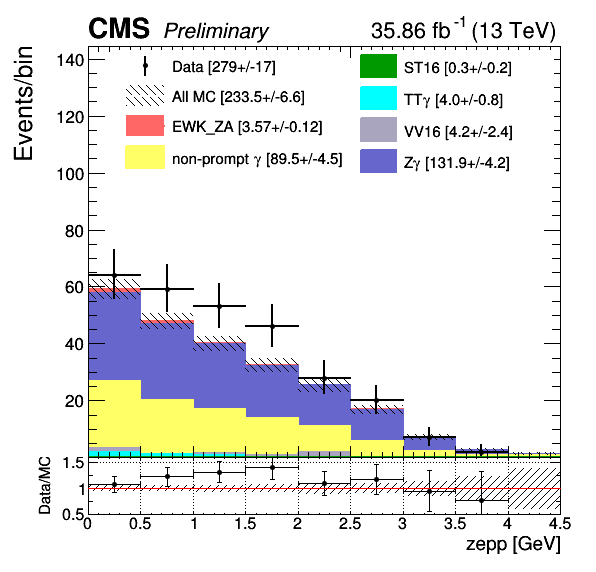 CMS Preliminary 35.86 fb⁻¹ (13 TeV)
Events/bin
140
120
100
80
60
40
20
Data [279+/-17]
All MC [233.5+/-6.6]
EWK_ZA [3.57+/-0.12]
non-prompt γ [89.5+/-4.5]
ST16 [0.3+/-0.2]
TTγ [4.0+/-0.8]
VV16 [4.2+/-2.4]
Zγ [131.9+/-4.2]
Data/MC
1.5
1
0.5
0 0.5 1 1.5 2 2.5 3 3.5 4 4.5
zepp [GeV]